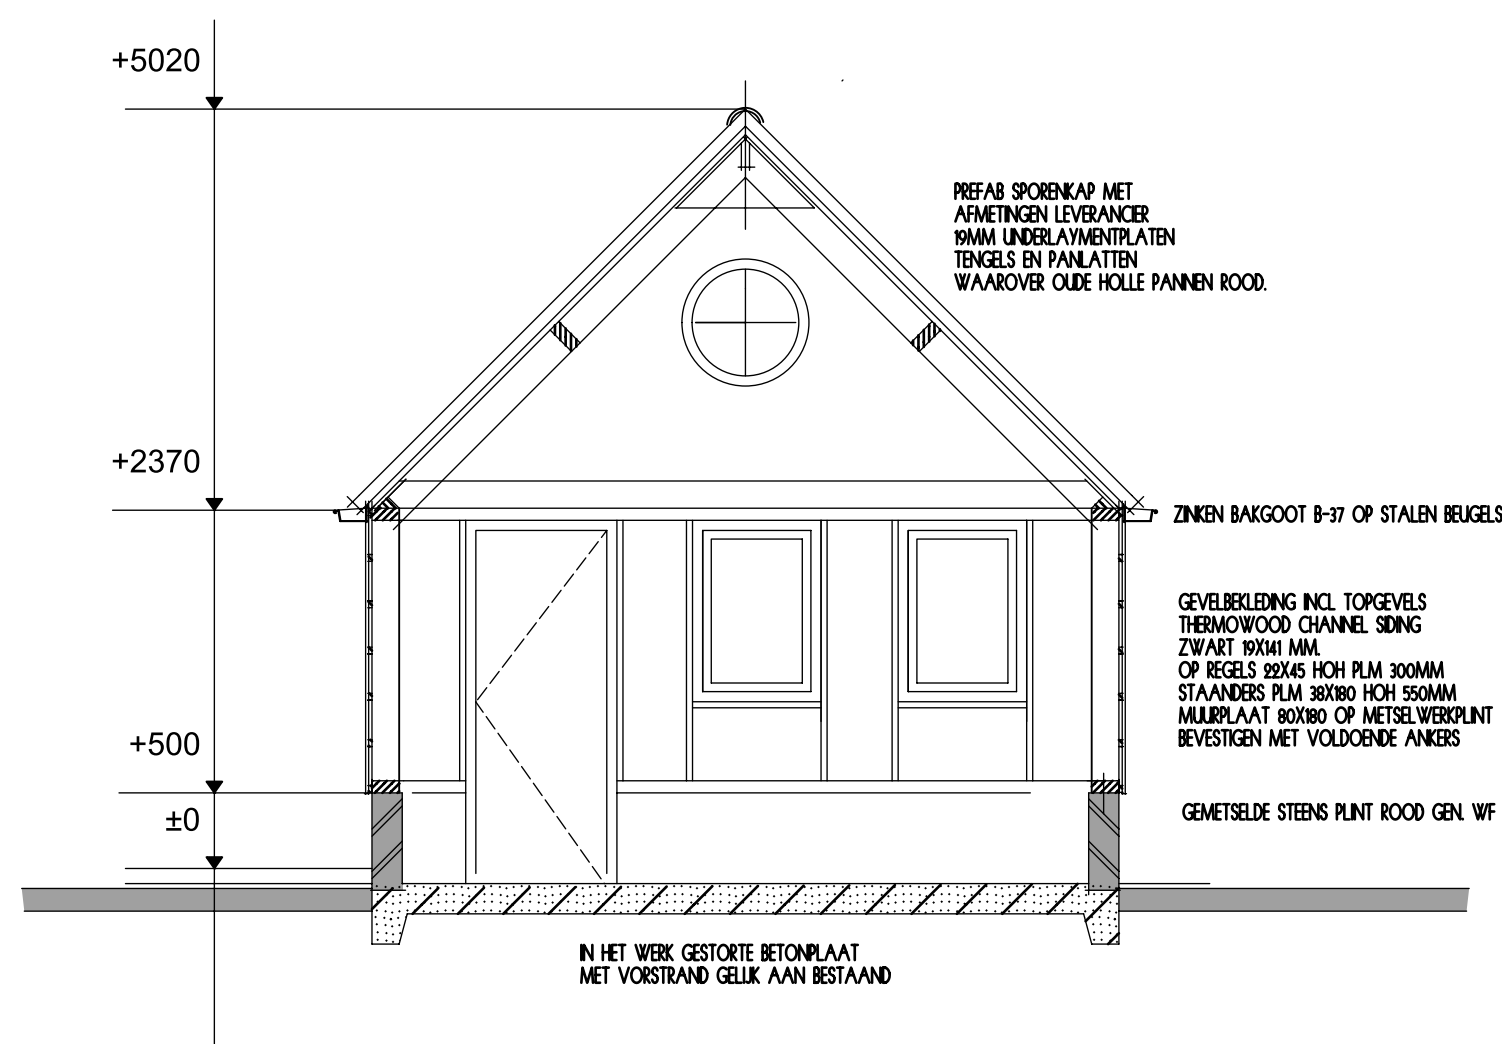 +5020
PREFAB SPORENKAP MET
AFMETINGEN LEVERANCIER
19MM UNDERLAYMENTPLATEN
TENGELS EN PANLATTEN
WAAROVER OUDE HOLLE PANNEN ROOD.
+2370
ZINKEN BAKGOOT B-37 OP STALEN BEUGELS
GEVELBEKLEDING INCL TOPGEVELS
THERMOWOOD CHANNEL SIDING
ZWART 19X141 MM.
OP REGELS 22X45 HOH PLM 300MM
STAANDERS PLM 38X180 HOH 550MM
MUURPLAAT 80X180 OP METSELWERKPLINT
BEVESTIGEN MET VOLDOENDE ANKERS
+500
±0
GEMETSELDE STEENS PLINT ROOD GEN. WF
IN HET WERK GESTORTE BETONPLAAT
MET VORSTRAND GELIJK AAN BESTAAND